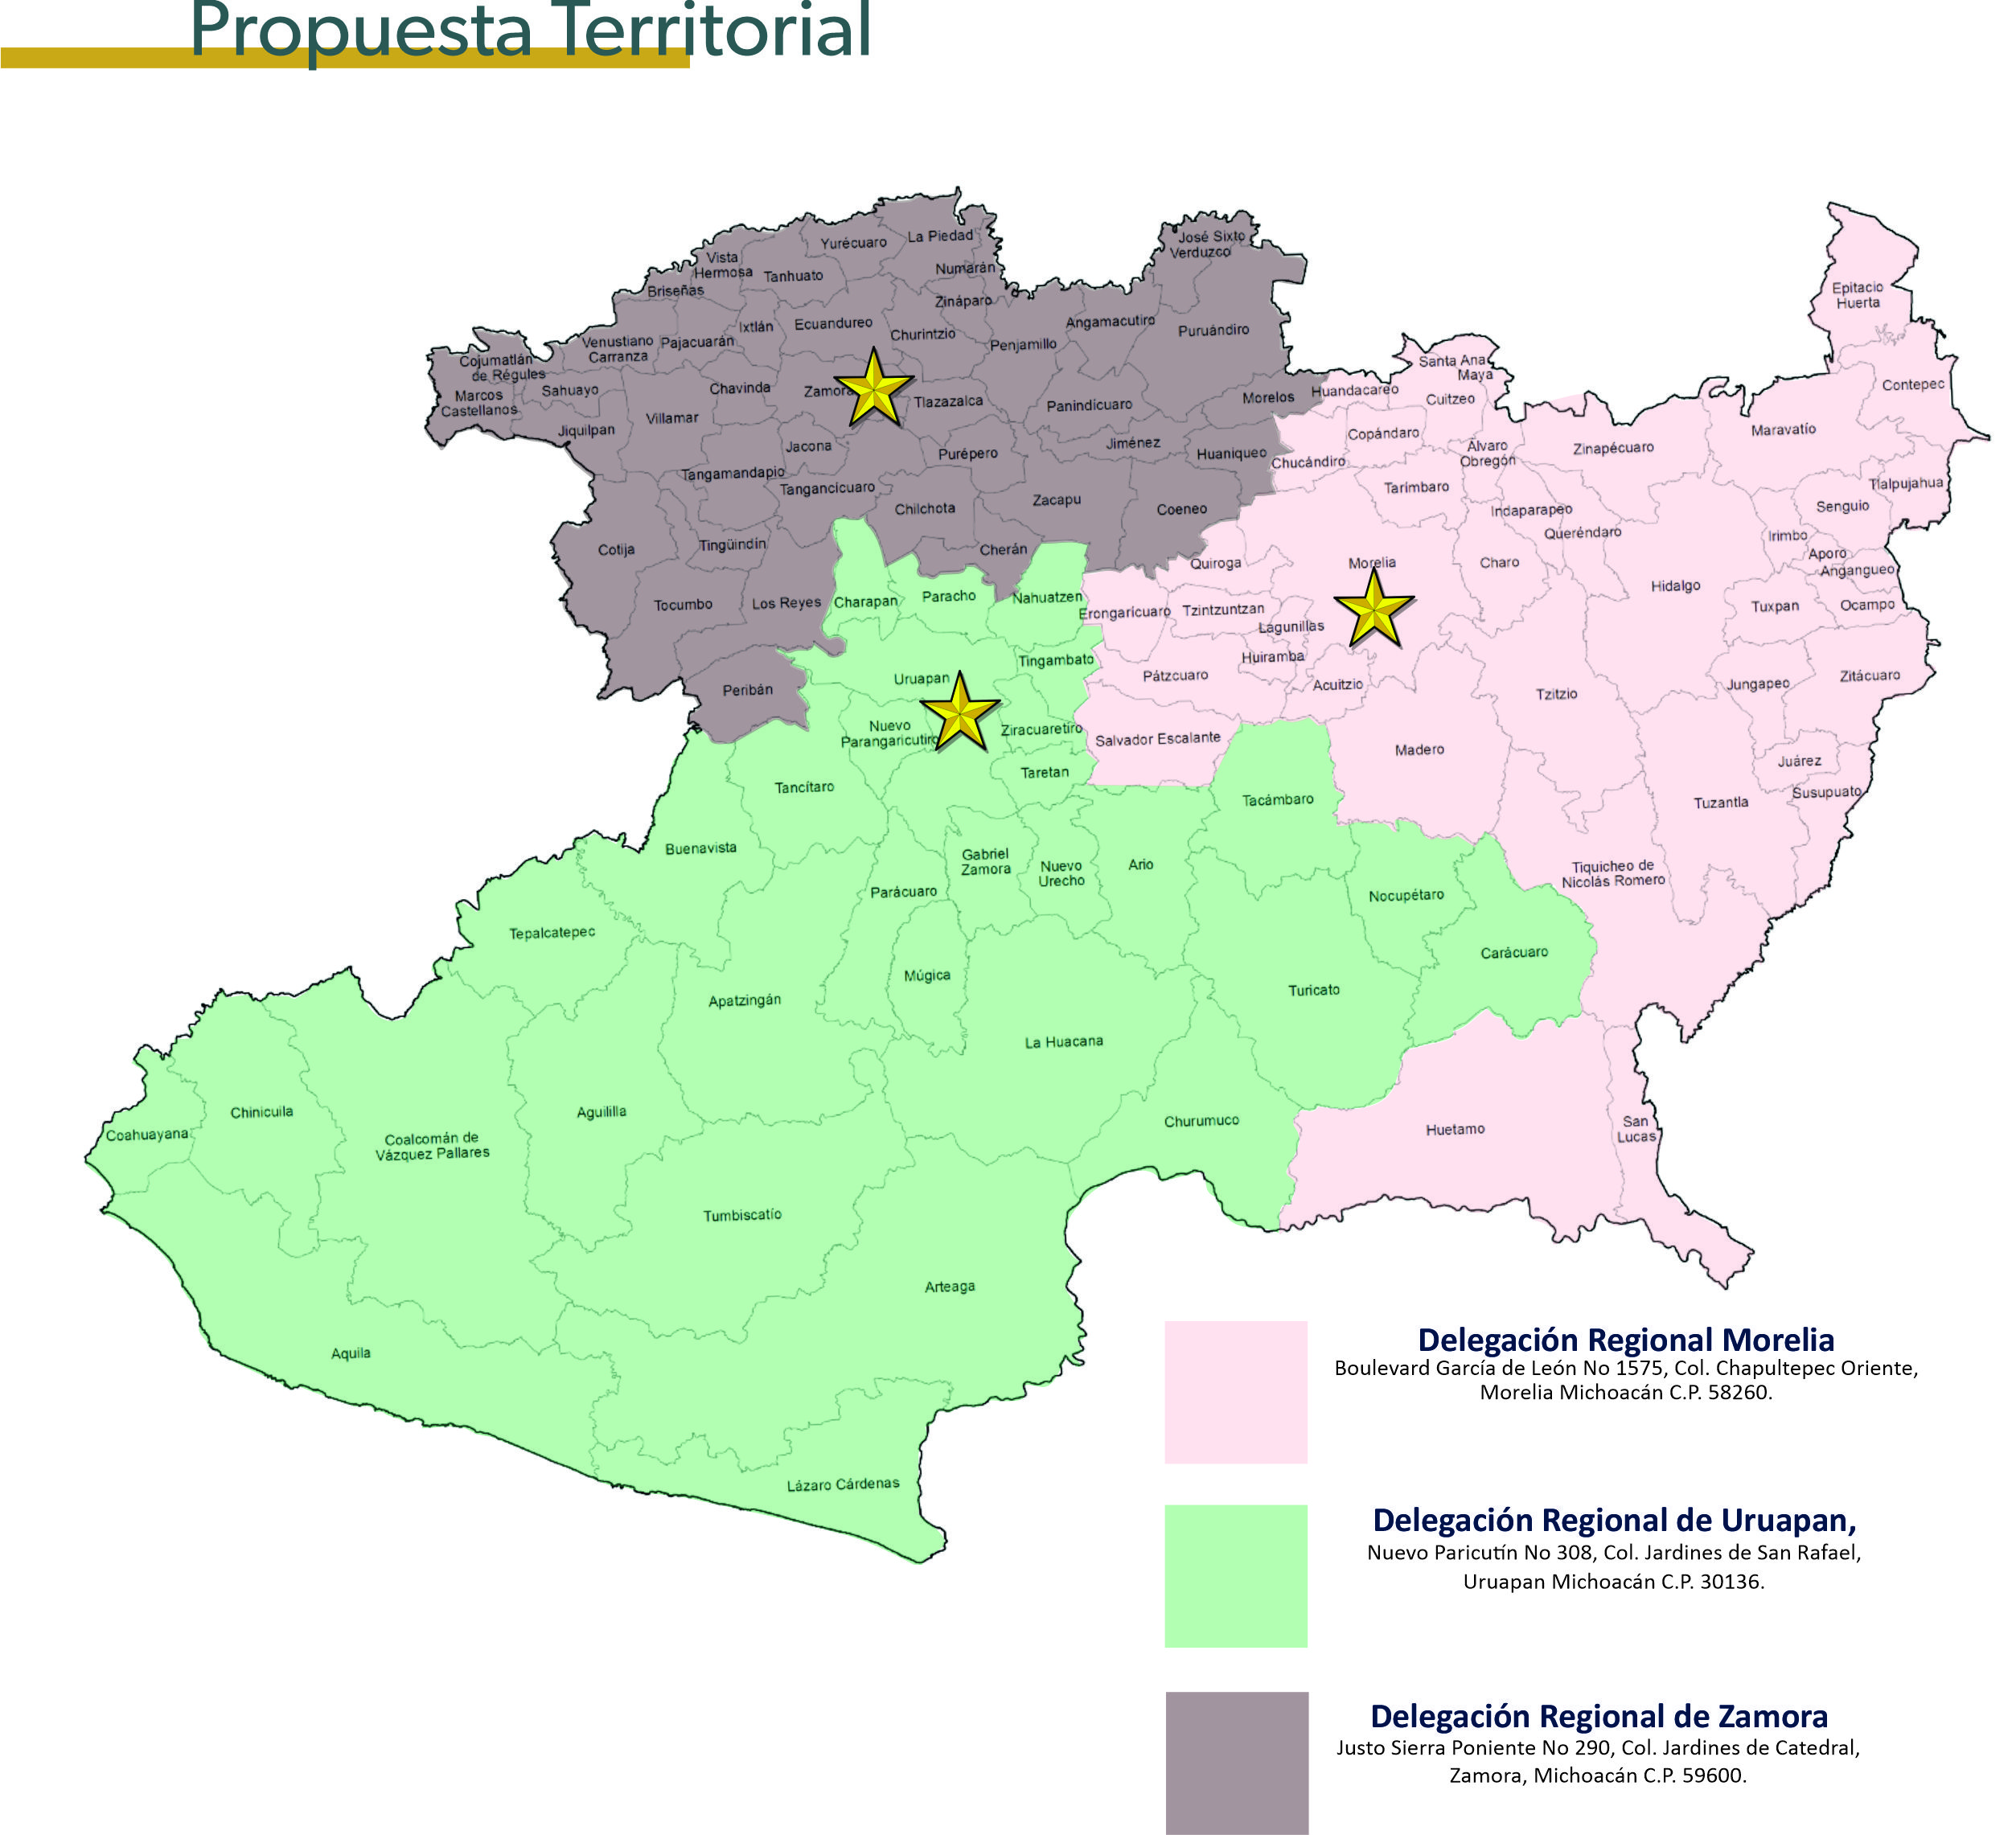 Propuesta Territorial
La Piedad
Yurécuaro
José Sixto
Verduzco
Vista
Hermosa
Tanhuato
Numarán
Briseñas
Zináparo
Epitacio
Huerta
Ixtlán
Ecuandureo
Churintzio
Angamacutiro
Puruándiro
Venustiano
Carranza
Pajacuarán
Penjamillo
Cojumatlán
de Régules
Santa Ana
Maya
Marcos
Castellanos
Sahuayo
Chavinda
Zamora
Tlazazalca
Panindícuaro
Morelos
Huandacareo
Cuitzeo
Contepec
Villamar
Jiquilpan
Jacona
Purépero
Jiménez
Huaniqueo
Copándaro
Chucándiro
Álvaro
Obregón
Zinapécuaro
Maravatío
Tangamandapio
Tangancícuaro
Tarímbaro
Tlalpujahua
Chilchota
Zacapu
Coeneo
Indaparapeo
Senguio
Queréndaro
Irimbo
Cotija
Tingüindín
Cherán
Quiroga
Morelia
Charo
Aporo
Angangueo
Hidalgo
Tocumbo
Los Reyes
Charapan
Paracho
Nahuatzen
Erongarícuaro
Tzintzuntzan
Lagunillas
Tuxpan
Ocampo
Tingambato
Huiramba
Uruapan
Pátzcuaro
Acuitzio
Tzitzio
Jungapeo
Zitácuaro
Peribán
Nuevo
Parangaricutiro
Ziracuaretiro
Salvador Escalante
Madero
Juárez
Taretan
Tancítaro
Tacámbaro
Tuzantla
Susupuato
Buenavista
Gabriel
Zamora
Nuevo
Urecho
Ario
Tiquicheo de
Nicolás Romero
Parácuaro
Nocupétaro
Tepalcatepec
Carácuaro
Múgica
Apatzingán
Turicato
La Huacana
Chinicuila
Aguililla
Churumuco
Huetamo
San
Lucas
Coahuayana
Coalcomán de
Vázquez Pallares
Tumbiscatío
Arteaga
Aquila
Lázaro Cárdenas
Delegación Regional Morelia
Boulevard García de León No 1575, Col. Chapultepec Oriente,
Morelia Michoacán C.P. 58260.
Delegación Regional de Uruapan,
Nuevo Paricutín No 308, Col. Jardines de San Rafael,
Uruapan Michoacán C.P. 30136.
Delegación Regional de Zamora
Justo Sierra Poniente No 290, Col. Jardines de Catedral,
Zamora, Michoacán C.P. 59600.